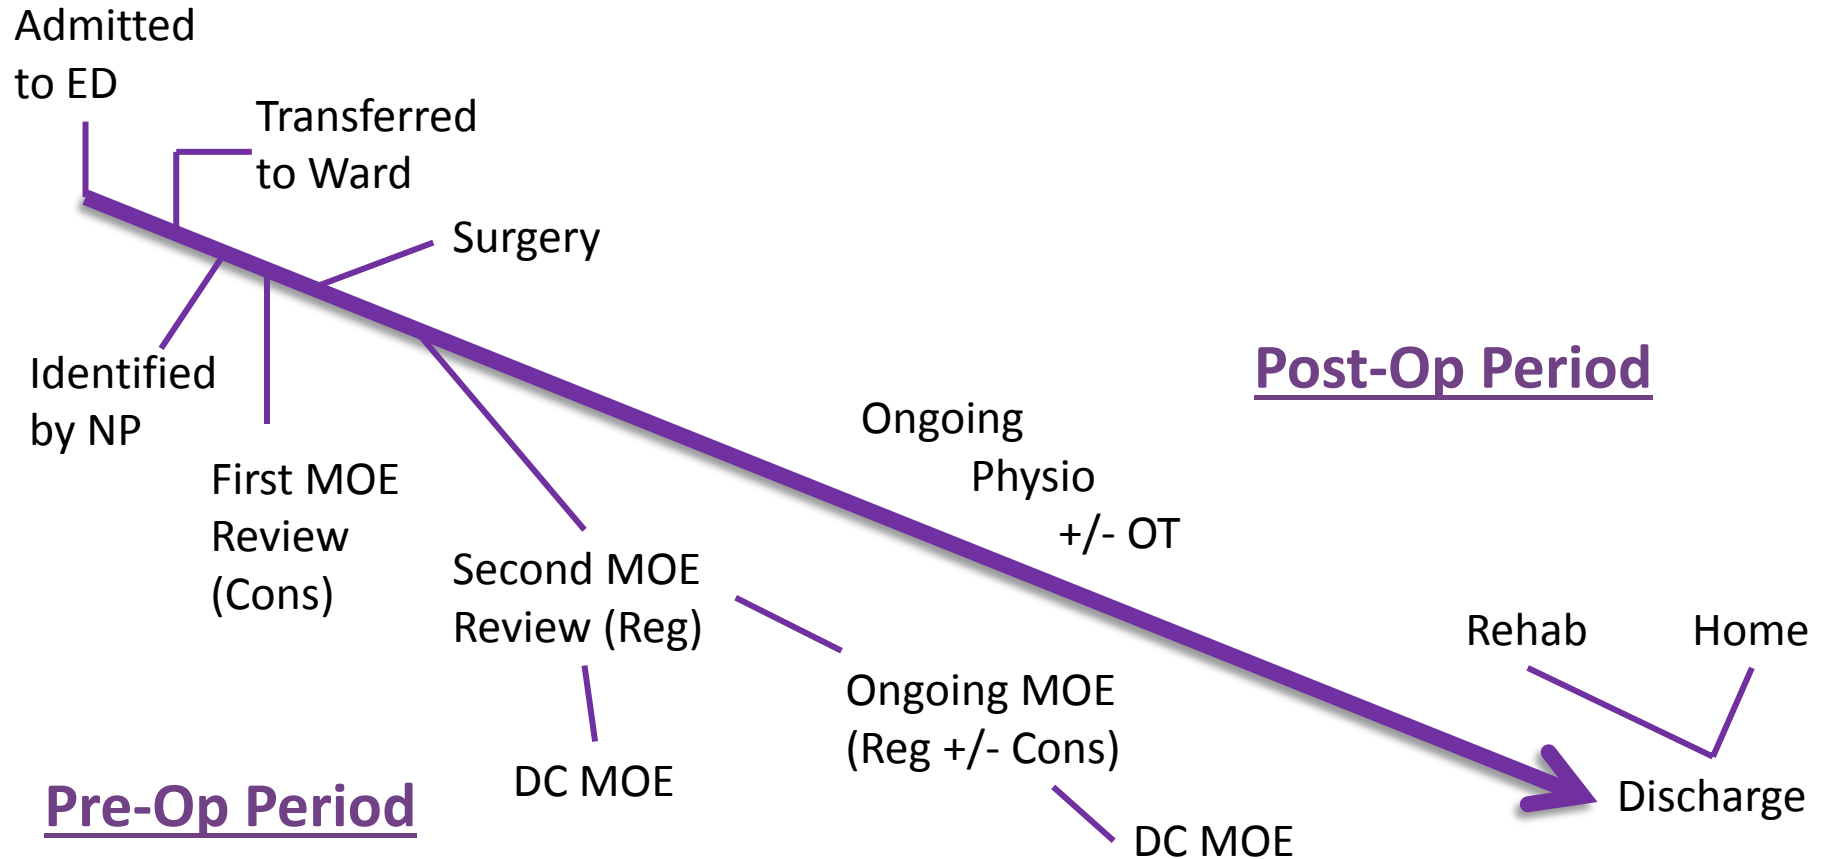 Admitted
to ED
Transferred
to Ward
Surgery
Identified
by NP
First MOE
Review
(Cons)
Post-Op Period
Ongoing
Physio
+/- OT
Second MOE
Review (Reg)
Rehab
Home
Ongoing MOE
(Reg +/- Cons)
DC MOE
Pre-Op Period
Discharge
DC MOE